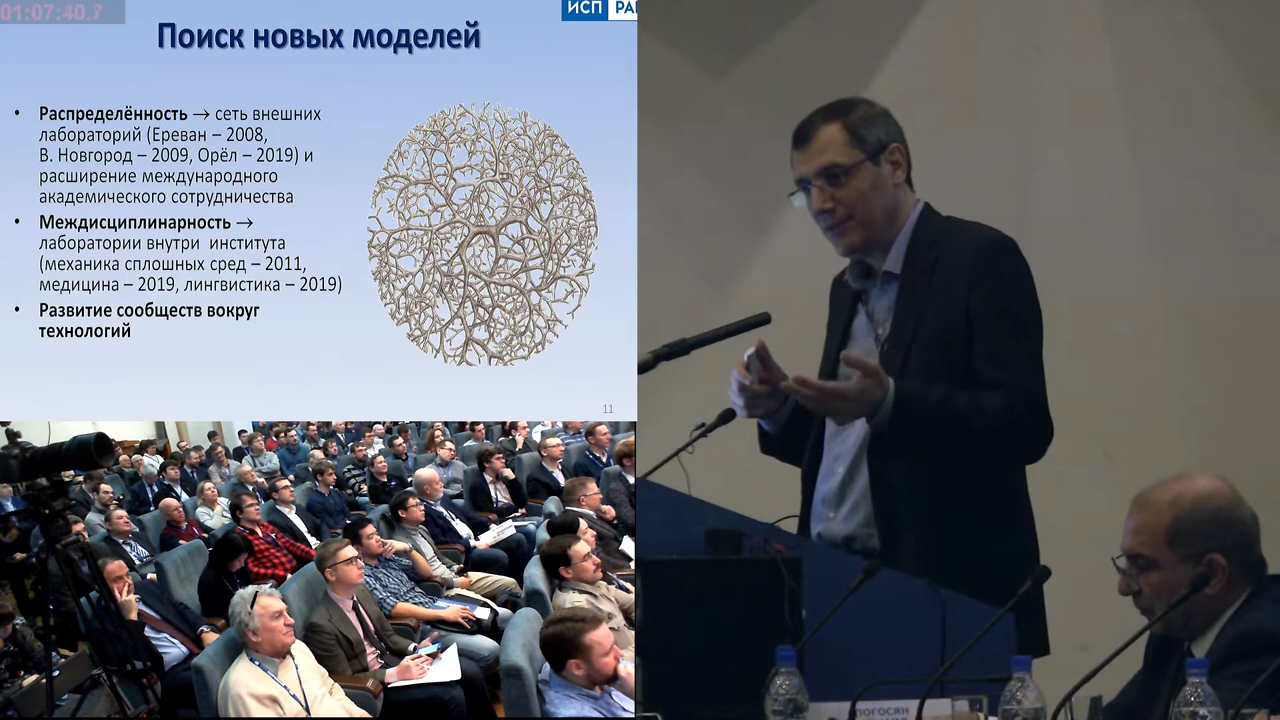 01:07:40.7
ИСП РА
Поиск новых моделей
• Распределённость → сеть внешних
лабораторий (Ереван – 2008,
В. Новгород – 2009, Орёл – 2019) и
расширение международного
академического сотрудничества
• Междисциплинарность →
лаборатории внутри института
(механика сплошных сред – 2011,
медицина – 2019, лингвистика – 2019)
• Развитие сообществ вокруг
технологий
11
ПОГОСЯН